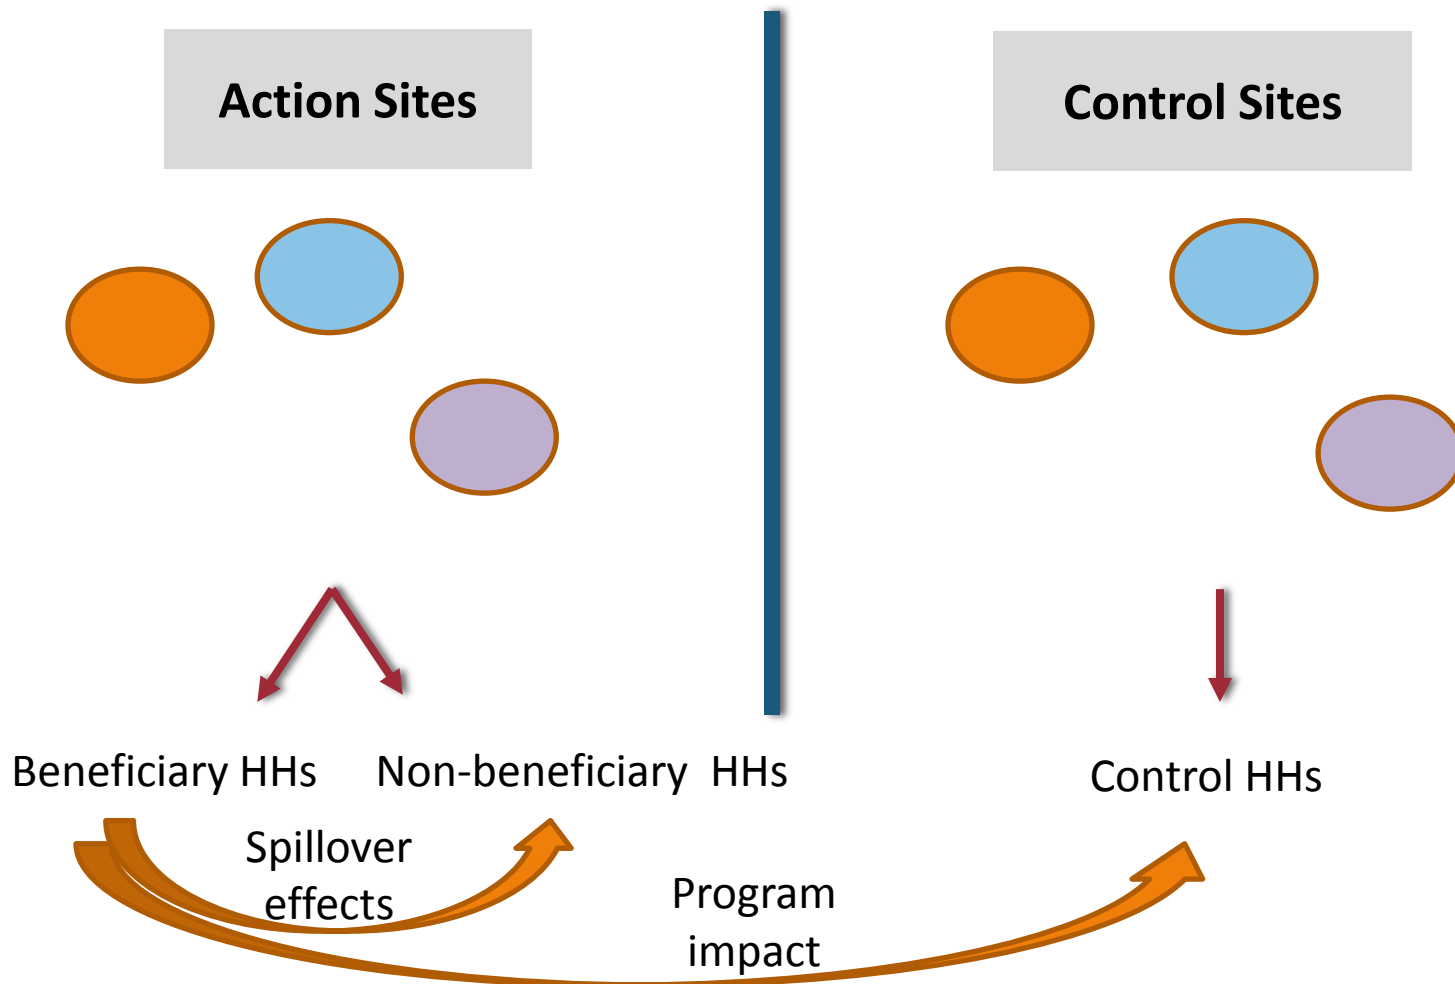 Action Sites
Control Sites
Beneficiary HHs
Non-beneficiary  HHs
Control HHs
Spillover
effects
Program
impact